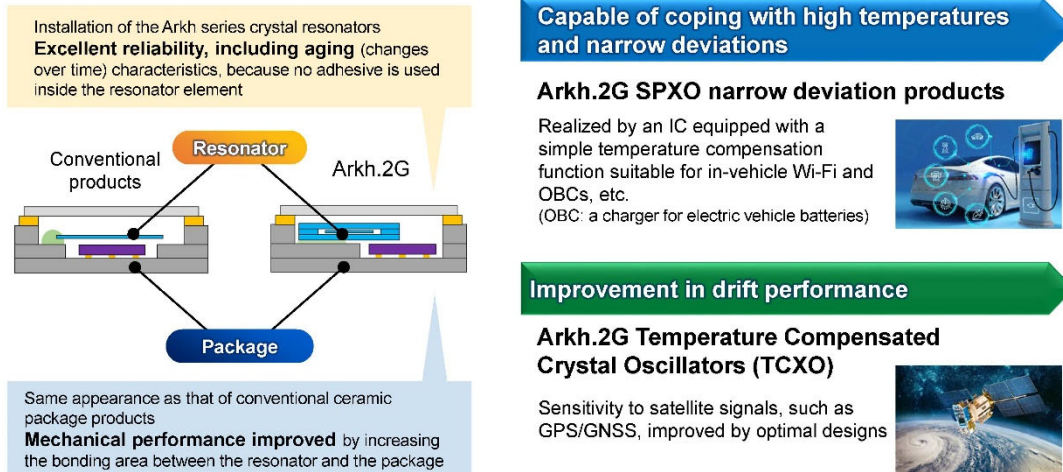 Installation of the Arkh series crystal resonators
Excellent reliability, including aging (changes
over time) characteristics, because no adhesive is used
inside the resonator element
Resonator
Conventional
products
Arkh.2G
Package
Same appearance as that of conventional ceramic
package products
Mechanical performance improved by increasing
the bonding area between the resonator and the package
Capable of coping with high temperatures
and narrow deviations
Arkh.2G SPXO narrow deviation products
Realized by an IC equipped with a
simple temperature compensation
function suitable for in-vehicle Wi-Fi and
OBCs, etc.
(OBC: a charger for electric vehicle batteries)
Improvement in drift performance
Arkh.2G Temperature Compensated
Crystal Oscillators (TCXO)
Sensitivity to satellite signals, such as
GPS/GNSS, improved by optimal designs